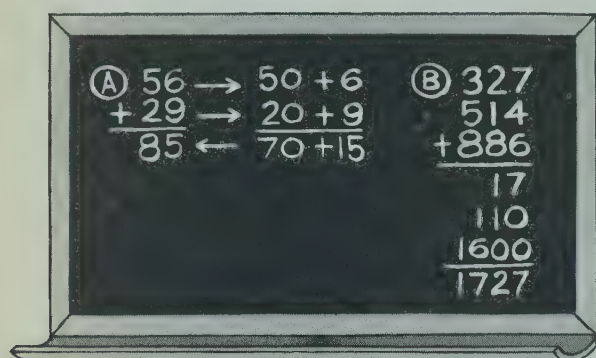 Ⓐ 56 → 50 + 6
+ 29 → 20 + 9
85 ← 70 + 15
Ⓑ 327
514
+886
17
110
1600
1727